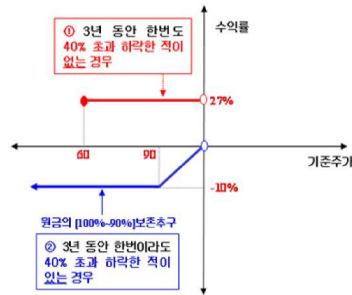 수익률
① 3년 동안 한번도
40% 초과 하락한 적이
없는 경우
27%
60
90
기준주가
-10%
원금의 [100%~90%]보존추구
② 3년 동안 한번이라도
40% 초과 하락한 적이
있는 경우